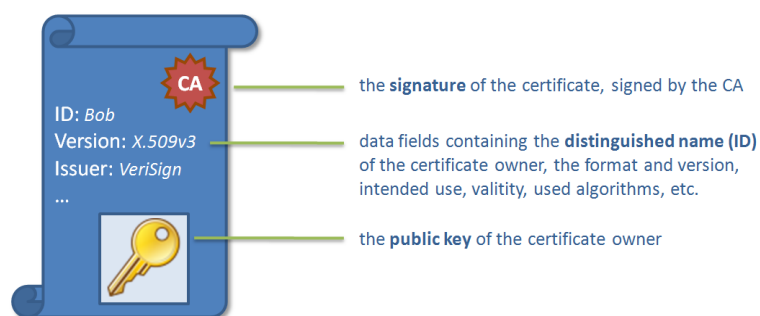 CA
the signature of the certificate, signed by the CA
ID: Bob
Version: X.509v3
Issuer: VeriSign
...
data fields containing the distinguished name (ID)
of the certificate owner, the format and version,
intended use, valitity, used algorithms, etc.
the public key of the certificate owner